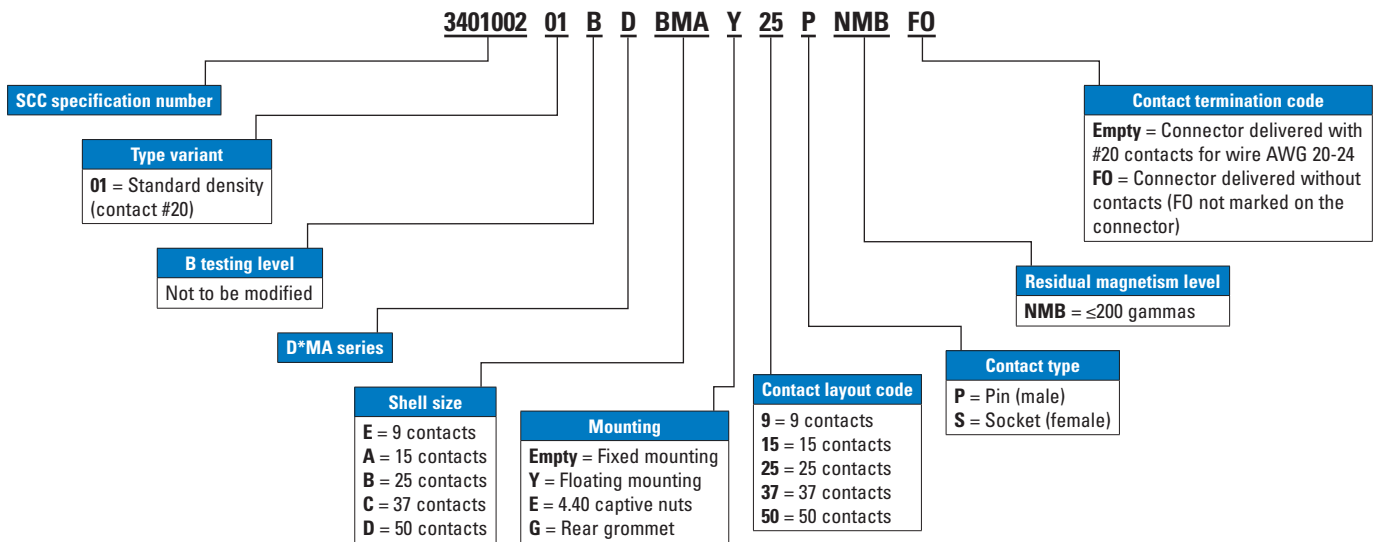 3401002 01 B D BMA Y 25 P NMB FO
SCC specification number
Type variant
01 = Standard density
(contact #20)
B testing level
Not to be modified
D*MA series
Shell size
E = 9 contacts
A = 15 contacts
B = 25 contacts
C = 37 contacts
D = 50 contacts
Mounting
Empty = Fixed mounting
Y = Floating mounting
E = 4.40 captive nuts
G = Rear grommet
Contact layout code
9 = 9 contacts
15 = 15 contacts
25 = 25 contacts
37 = 37 contacts
50 = 50 contacts
Contact type
P = Pin (male)
S = Socket (female)
Residual magnetism level
NMB = ≤200 gammas
Contact termination code
Empty = Connector delivered with
#20 contacts for wire AWG 20-24
FO = Connector delivered without
contacts (FO not marked on the
connector)